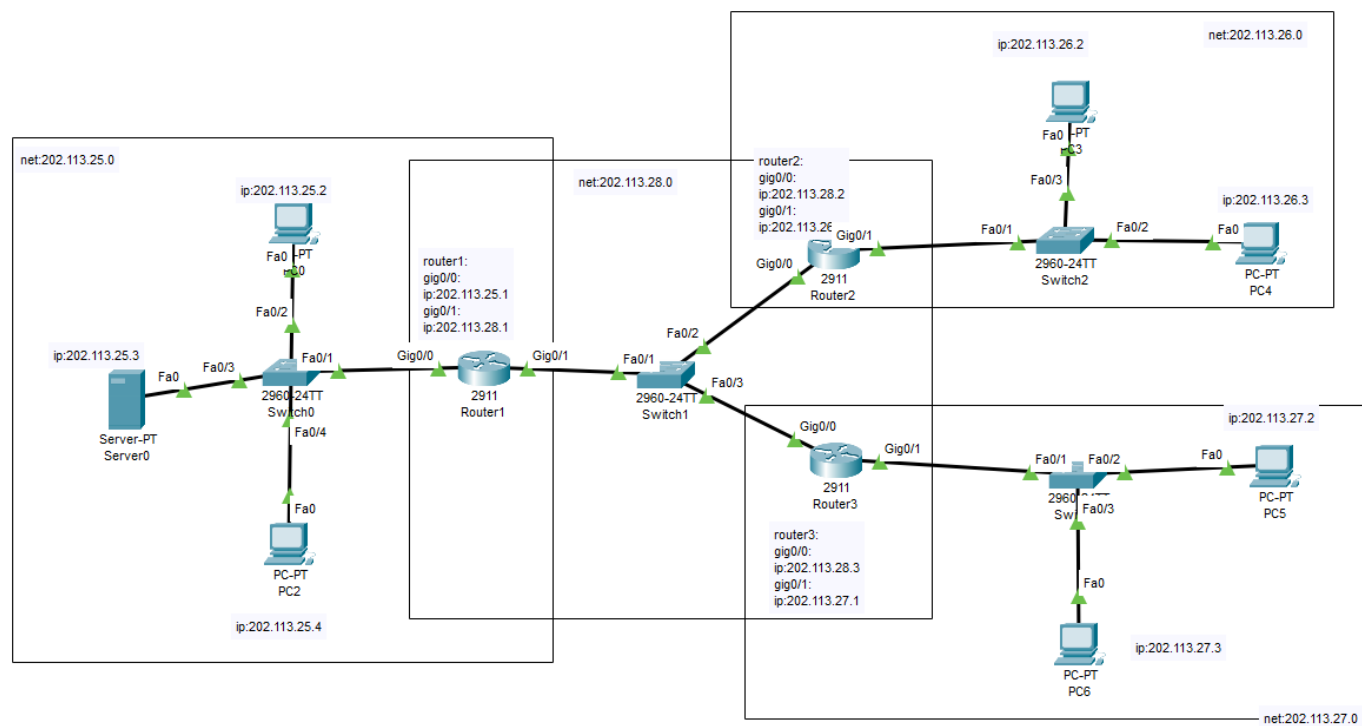 net:202.113.25.0
ip:202.113.25.2
Fa0
-PT
Fa0/2
ip:202.113.25.3
Fa0
Fa0/3
Fa0/1
2960-24TT
Switch0
Server-PT
Server0
Fa0/4
Fa0
PC-PT
PC2
ip:202.113.25.4
net:202.113.28.0
router1:
gig0/0:
ip:202.113.25.1
gig0/1:
ip:202.113.28.1
Gig0/0
Gig0/1
2911
Router1
Fa0/1
Fa0/2
Fa0/3
2960-24TT
Switch1
router2:
gig0/0:
ip:202.113.28.2
gig0/1:
ip:202.113.26
Gig0/1
Gig0/0
2911
Router2
net:202.113.26.0
ip:202.113.26.2
Fa0
-PT
Fa0/3
Fa0/1
Fa0/2
2960-24TT
Switch2
ip:202.113.26.3
Fa0
PC-PT
PC4
Gig0/0
Gig0/1
2911
Router3
router3:
gig0/0:
ip:202.113.28.3
gig0/1:
ip:202.113.27.1
ip:202.113.27.2
Fa0/1
Fa0/2
Fa0
PC-PT
PC5
Fa0/3
Fa0
PC-PT
PC6
ip:202.113.27.3
net:202.113.27.0